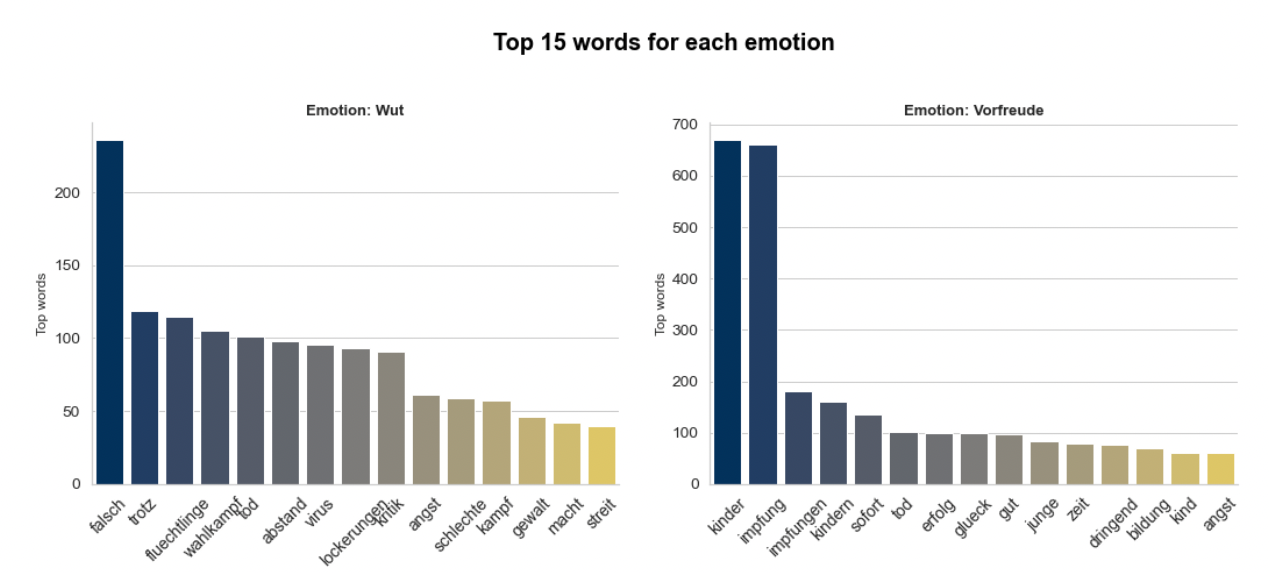 Top 15 words for each emotion
Emotion: Wut
Top words
200
150
100
50
0
falsch
trotz
fluechtlinge
wahlkampf
tod
abstand
virus
lockerungen
kritik
angst
schlechte
kampf
gewalt
macht
streit
Emotion: Vorfreude
Top words
700
600
500
400
300
200
100
0
kinder
impfung
impfungen
kindern
sofort
tod
erfolg
glueck
gut
junge
zeit
dringend
bildung
kind
angst